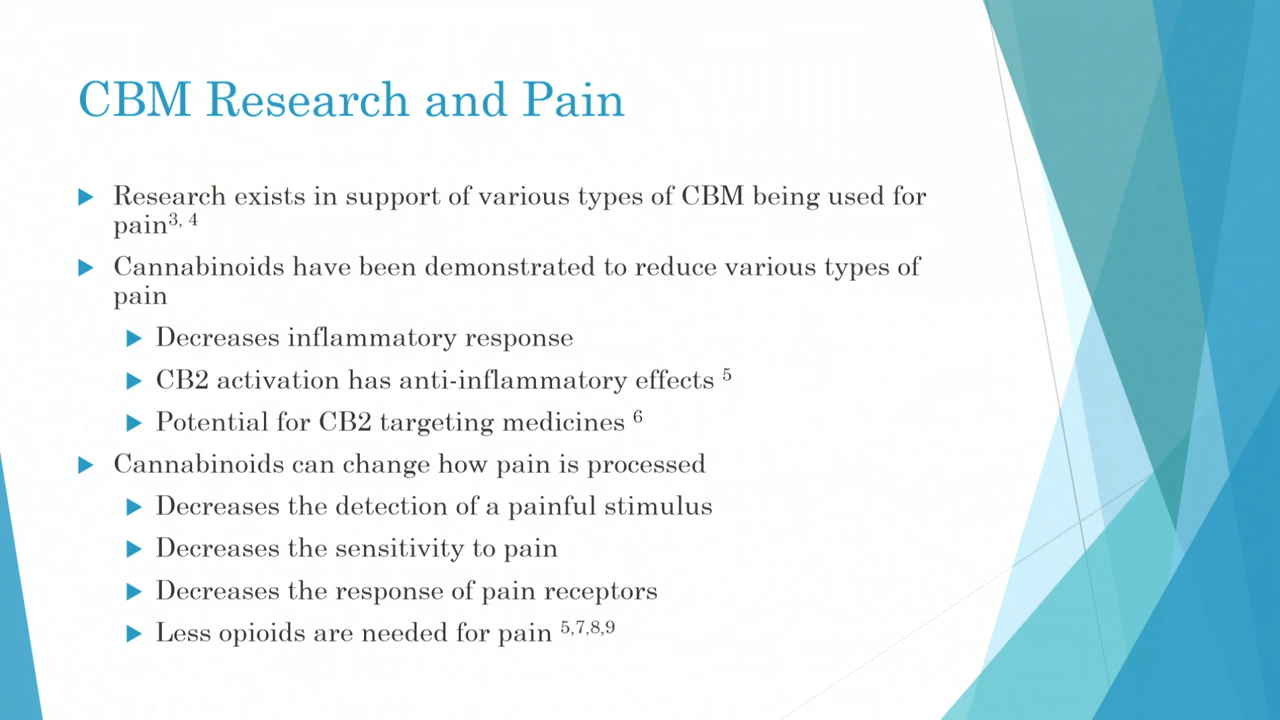 CBM Research and Pain
Research exists in support of various types of CBM being used for
pain3, 4
Cannabinoids have been demonstrated to reduce various types of
pain
Decreases inflammatory response
CB2 activation has anti-inflammatory effects 5
Potential for CB2 targeting medicines 6
Cannabinoids can change how pain is processed
Decreases the detection of a painful stimulus
Decreases the sensitivity to pain
Decreases the response of pain receptors
Less opioids are needed for pain 5,7,8,9